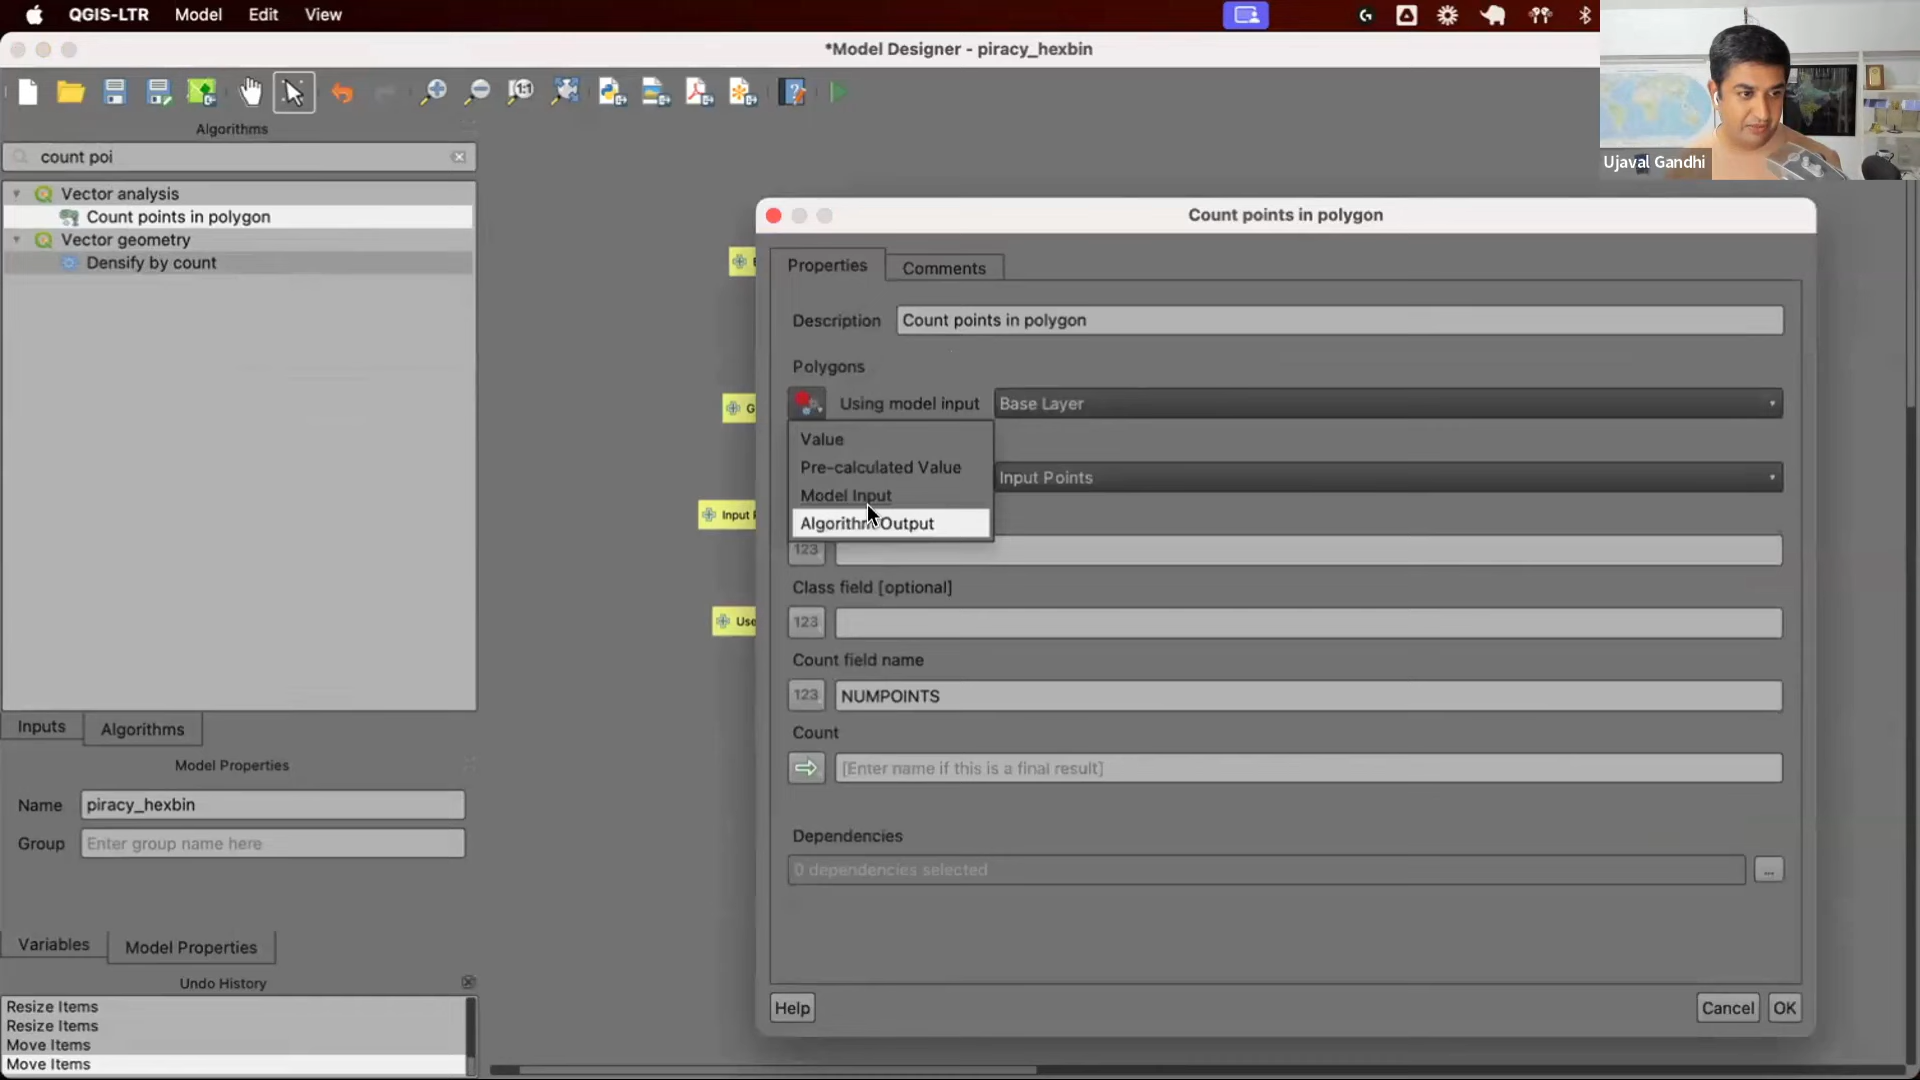 QGIS-LTR Model Edit View
*Model Designer - piracy_hexbin
Ujaval Gandhi
Algorithms
count poi
Vector analysis
Count points in polygon
Vector geometry
Densify by count
Inputs Algorithms
Model Properties
Name piracy_hexbin
Group Enter group name here
Variables Model Properties
Undo History
Resize Items
Resize Items
Move Items
Move Items
G
Input
Use
Count points in polygon
Properties Comments
Description Count points in polygon
Polygons
Using model input Base Layer
Value
Pre-calculated Value
Model Input
Algorithm Output
Input Points
123
Class field [optional]
123
Count field name
123 NUMPOINTS
Count
[Enter name if this is a final result]
Dependencies
0 dependencies selected
...
Help Cancel OK